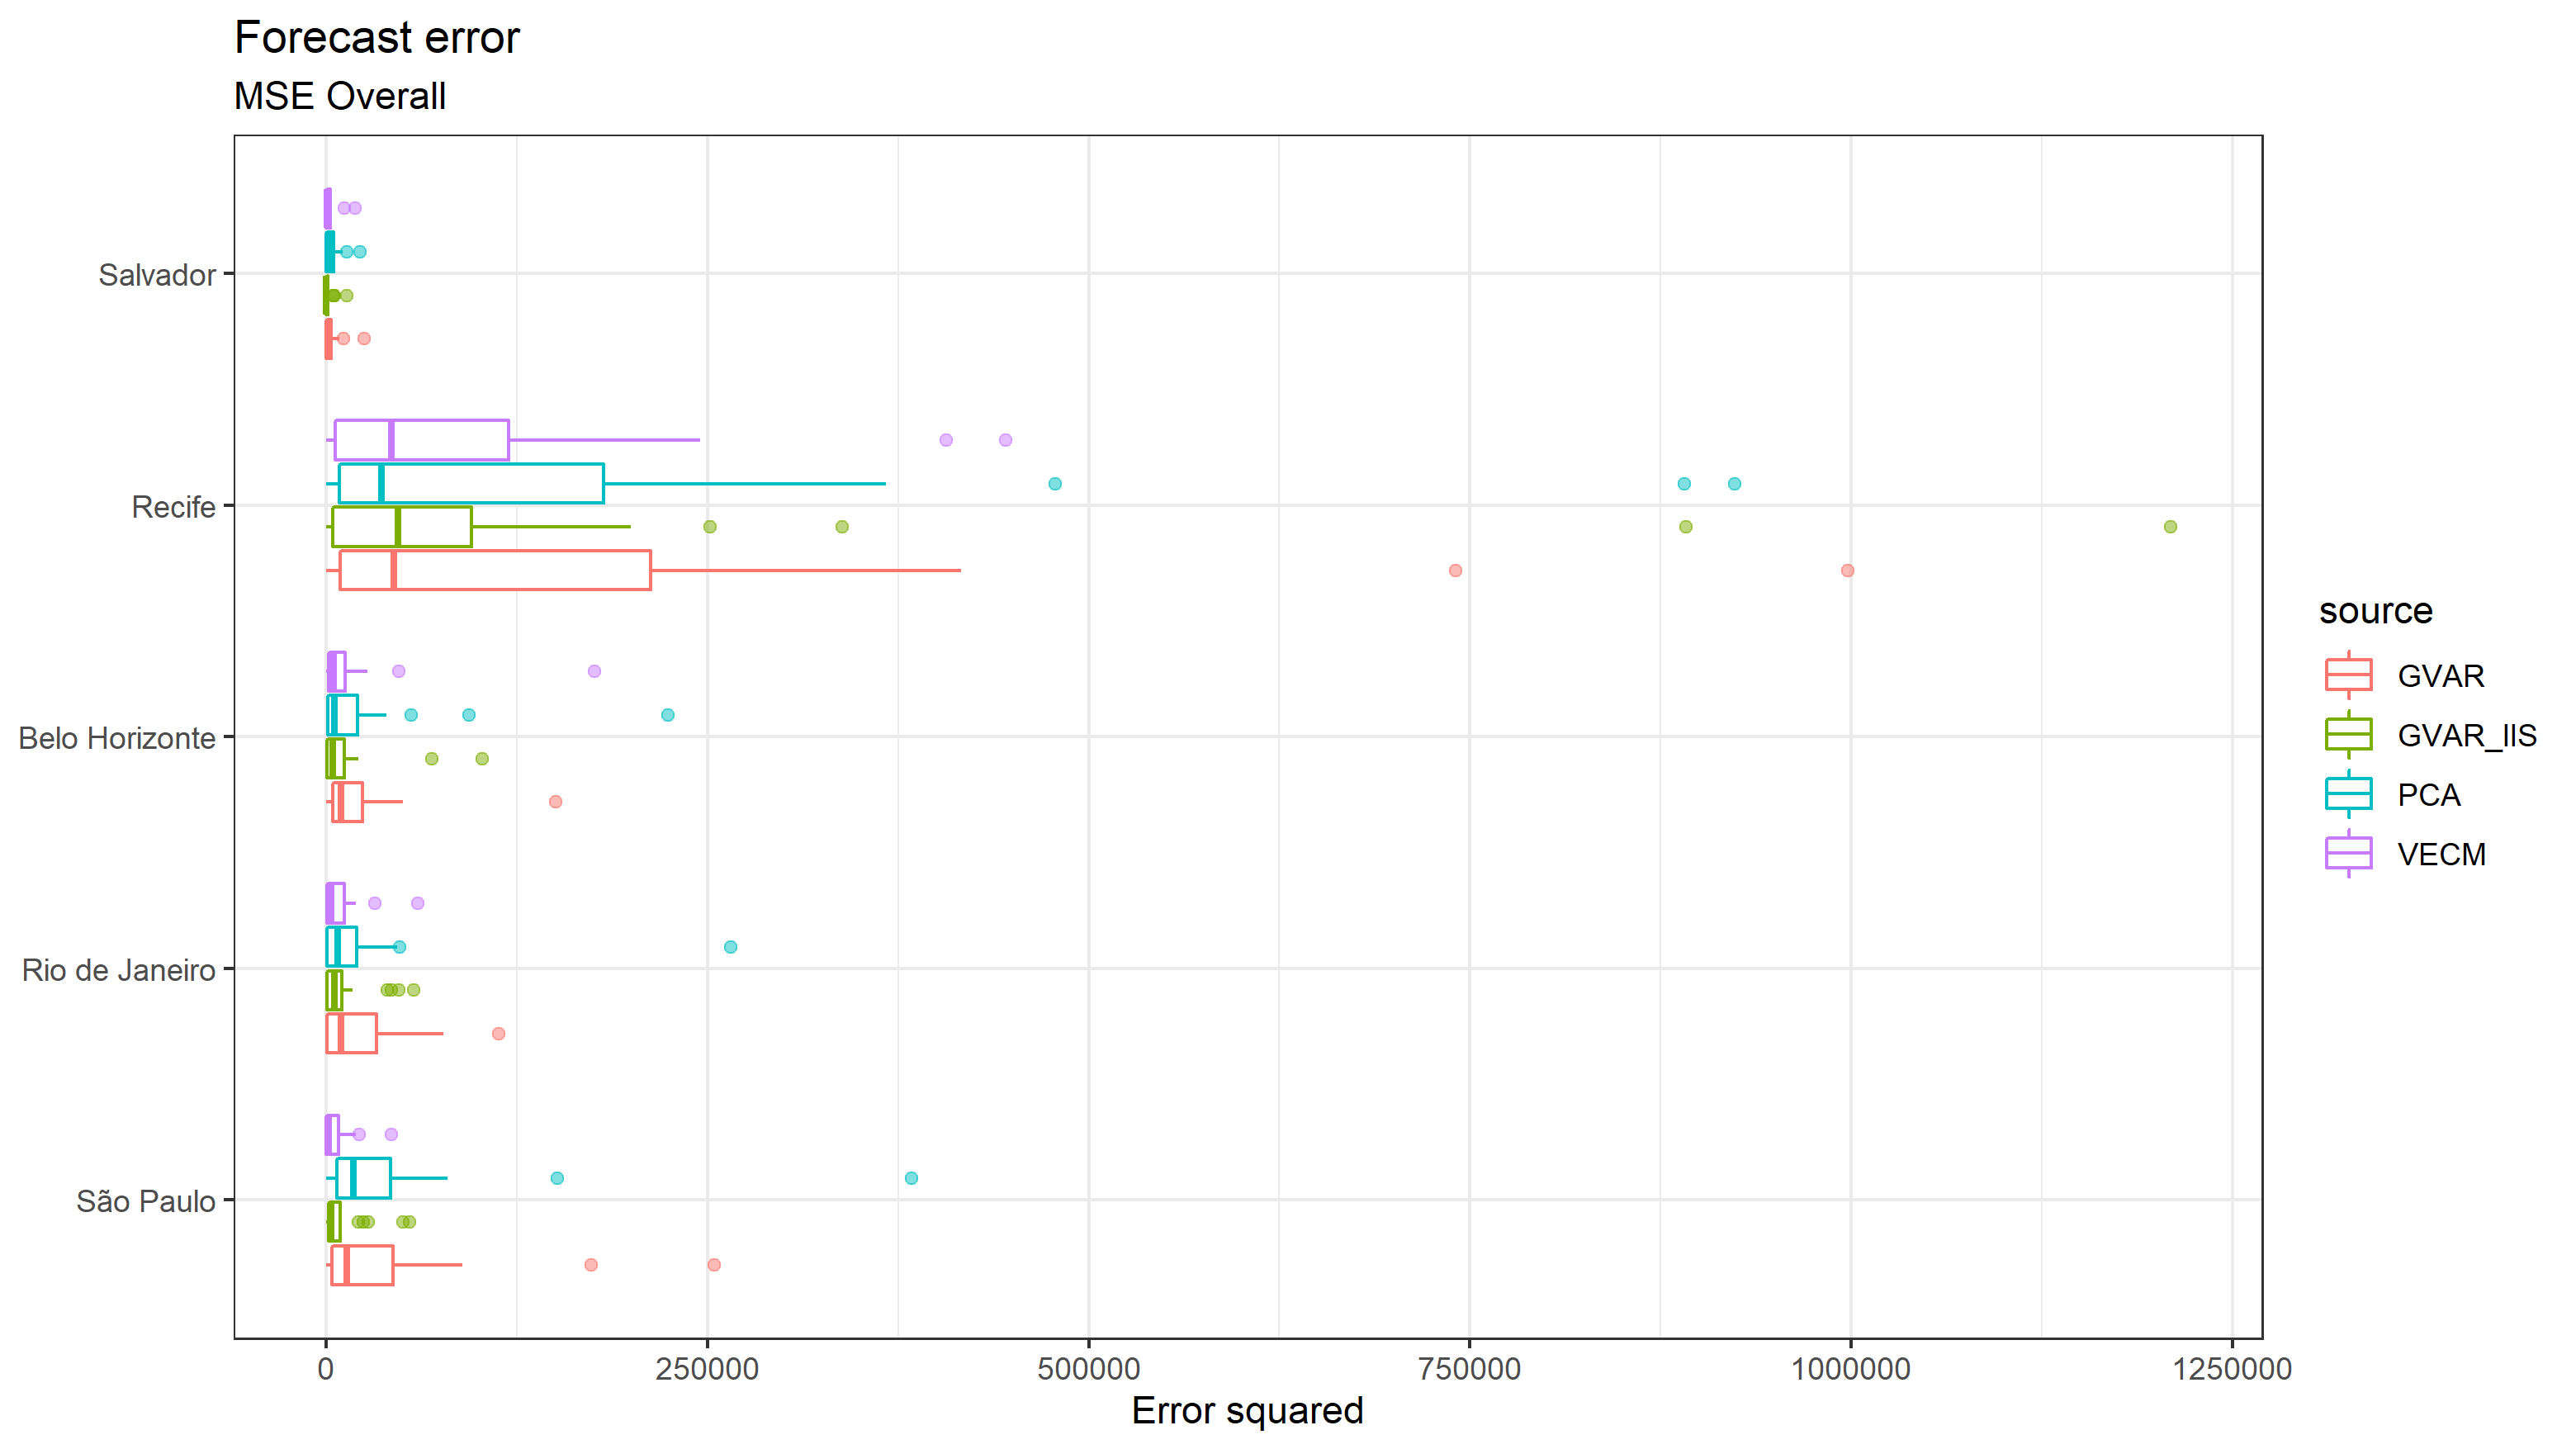 Forecast error
MSE Overall
Salvador
Recife
Belo Horizonte
Rio de Janeiro
São Paulo
0
250000
500000
750000
1000000
1250000
Error squared
source
GVAR
GVAR_IIS
PCA
VECM